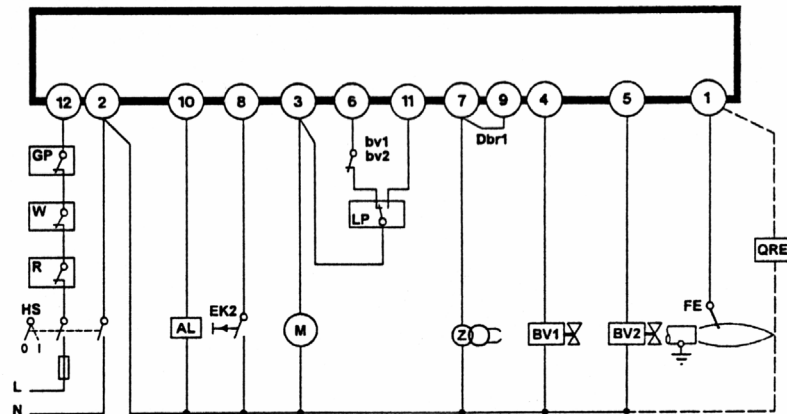 12 2 10 8 3 6 11 7 9 4 5 1
bv1
bv2
Dbr1
GP
LP
W
QRE
R
HS
EK2
FE
AL
M
Z
BV1
BV2
0 I
L
N